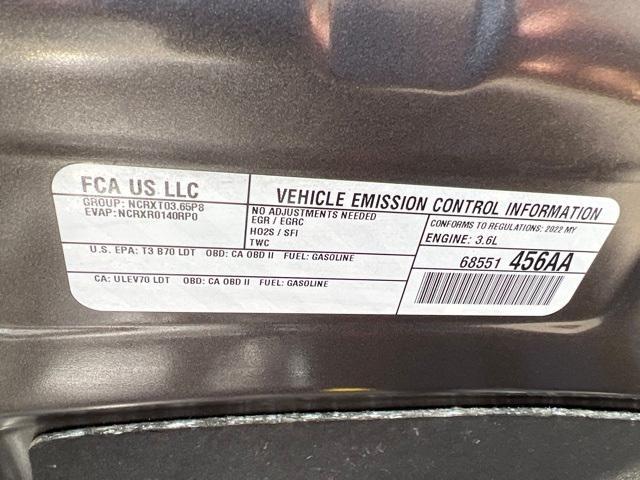 FCA US LLC
GROUP: NCRXT03.65P8
EVAP:NCRXR0140RP0
VEHICLE EMISSION CONTROL INFORMATION
NO ADJUSTMENTS NEEDED
EGR / EGRC
HO2S / SFI
TWC
CONFORMS TO REGULATIONS: 2022 MY
ENGINE: 3.6L
U.S. EPA: T3 B70 LDT OBD: CA OBD II FUEL: GASOLINE
CA: ULEV70 LDT OBD: CA OBD II FUEL: GASOLINE
68551 456AA